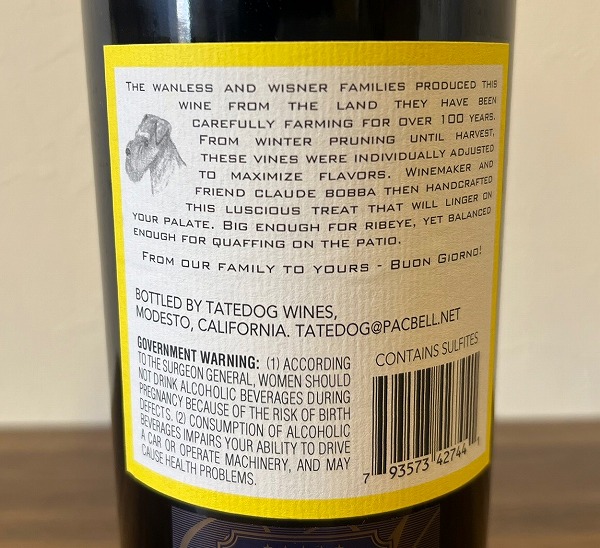 THE WANLESS AND WISNER FAMILIES PRODUCED THIS
WINE FROM THE LAND THEY HAVE BEEN
CAREFULLY FARMING FOR OVER 100 YEARS.
FROM WINTER PRUNING UNTIL HARVEST,
THESE VINES WERE INDIVIDUALLY ADJUSTED
TO MAXIMIZE FLAVORS. WINEMAKER AND
FRIEND CLAUDE BOBBA THEN HANDCRAFTED
THIS LUSCIOUS TREAT THAT WILL LINGER ON
YOUR PALATE. BIG ENOUGH FOR RIBEYE, YET BALANCED
ENOUGH FOR QUAFFING ON THE PATIO.
FROM OUR FAMILY TO YOURS - BUON GIORNO!
BOTTLED BY TATEDOG WINES,
MODESTO, CALIFORNIA. TATEDOG@PACBELL.NET
GOVERNMENT WARNING: (1) ACCORDING
TO THE SURGEON GENERAL, WOMEN SHOULD
NOT DRINK ALCOHOLIC BEVERAGES DURING
PREGNANCY BECAUSE OF THE RISK OF BIRTH
DEFECTS. (2) CONSUMPTION OF ALCOHOLIC
BEVERAGES IMPAIRS YOUR ABILITY TO DRIVE
A CAR OR OPERATE MACHINERY, AND MAY
CAUSE HEALTH PROBLEMS.
CONTAINS SULFITES
7 93573 42744 1